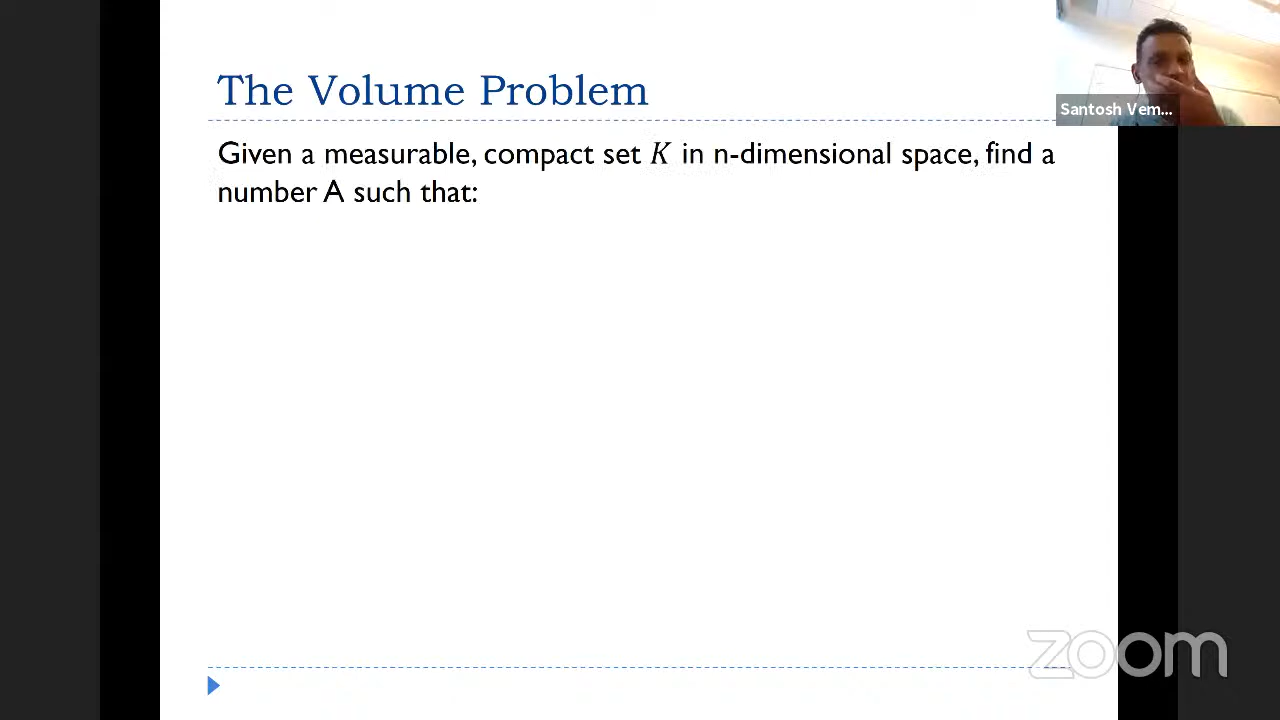 The Volume Problem
Santosh Vem...
Given a measurable, compact set K in n-dimensional space, find a
number A such that:
zoom